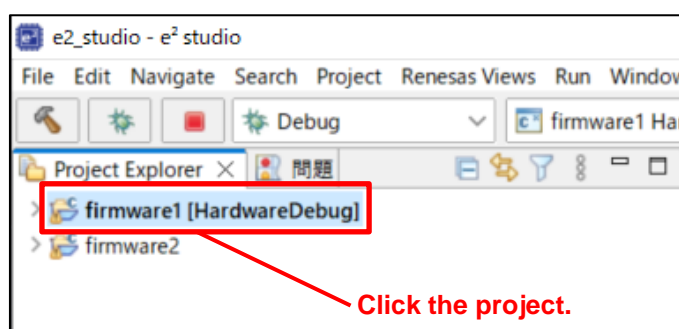 e2_studio - e² studio
File Edit Navigate Search Project Renesas Views Run Window
Debug firmware1 Har
Project Explorer 問題
firmware1 [HardwareDebug]
firmware2
Click the project.